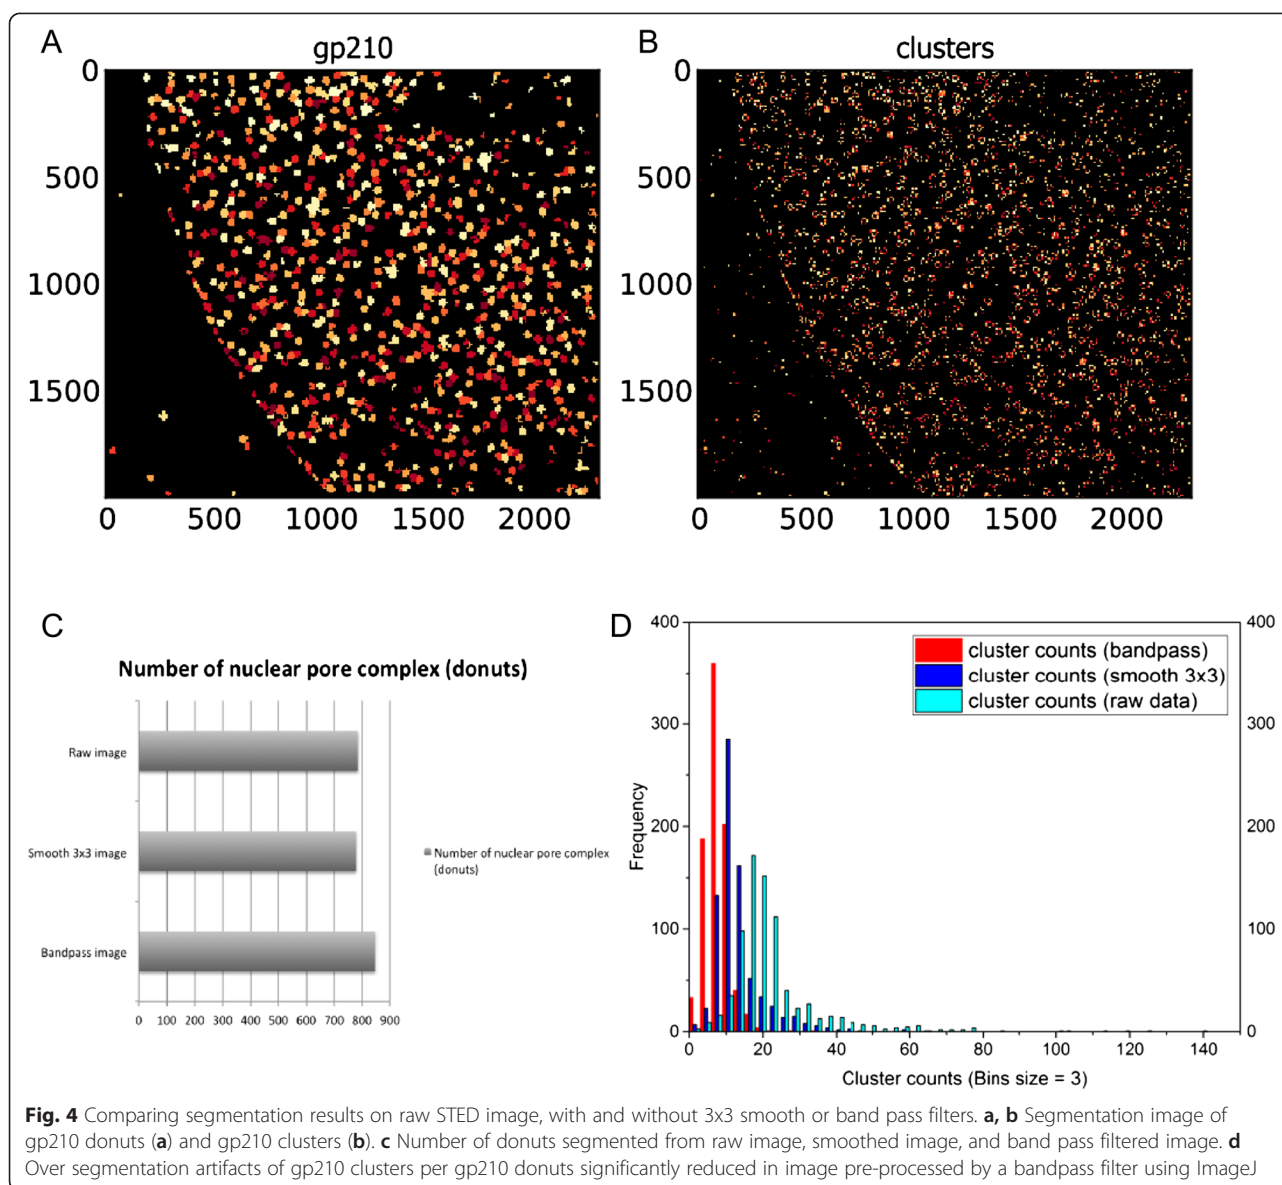 A
gp210
0
500
1000
1500
0 500 1000 1500 2000
B
clusters
0
500
1000
1500
0 500 1000 1500 2000
C
Number of nuclear pore complex (donuts)
Raw image
Smooth 3x3 image
Bandpass image
0 100 200 300 400 500 600 700 800 900
Number of nuclear pore complex
(donuts)
D
cluster counts (bandpass)
cluster counts (smooth 3x3)
cluster counts (raw data)
Frequency
400
300
200
100
0
400
300
200
100
0
0 20 40 60 80 100 120 140
Cluster counts (Bins size = 3)
Fig. 4 Comparing segmentation results on raw STED image, with and without 3x3 smooth or band pass filters. a, b Segmentation image of
gp210 donuts (a) and gp210 clusters (b). c Number of donuts segmented from raw image, smoothed image, and band pass filtered image. d
Over segmentation artifacts of gp210 clusters per gp210 donuts significantly reduced in image pre-processed by a bandpass filter using ImageJ